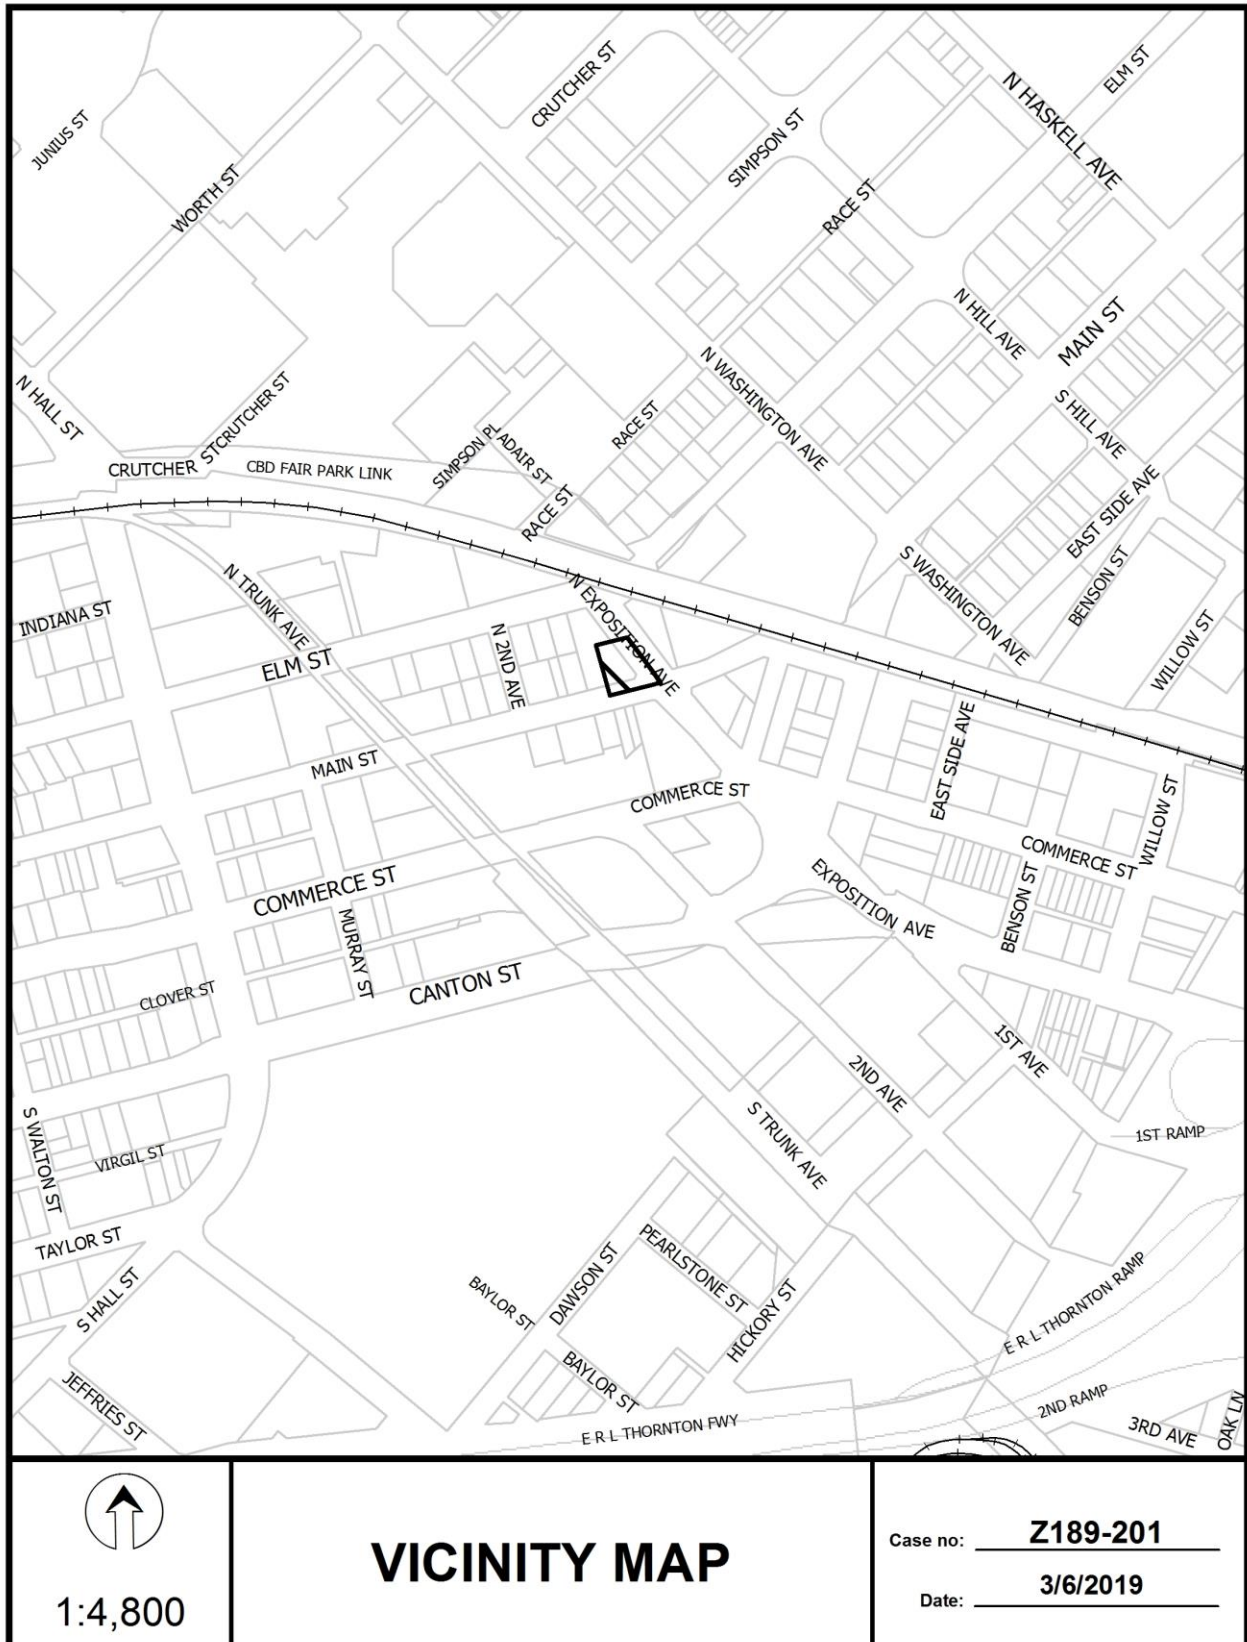 CRUTCHER ST
ELM ST
N HASKELL AVE
JUNIUS ST
SIMPSON ST
WORTH ST
RACE ST
N HILL AVE
MAIN ST
N WASHINGTON AVE
S HILL AVE
N HALL ST
CRUTCHER ST
RACE ST
CRUTCHER ST
CBD FAIR PARK LINK
SIMPSON PL
ADAIR ST
RACE ST
EAST SIDE AVE
S WASHINGTON AVE
BENSON ST
WILLOW ST
N TRUNK AVE
N EXPOSITION AVE
INDIANA ST
ELM ST
N 2ND AVE
MAIN ST
COMMERCE ST
EAST SIDE AVE
WILLOW ST
COMMERCE ST
COMMERCE ST
EXPOSITION AVE
BENSON ST
MURRAY ST
CANTON ST
CLOVER ST
1ST AVE
2ND AVE
S TRUNK AVE
1ST RAMP
S WALTON ST
VIRGIL ST
TAYLOR ST
S HALL ST
PEARLSTONE ST
DAWSON ST
BAYLOR ST
HICKORY ST
E R L THORNTON RAMP
BAYLOR ST
JEFFRIES ST
E R L THORNTON FWY
2ND RAMP
3RD AVE
OAK LN
1:4,800
VICINITY MAP
Case no: Z189-201
Date: 3/6/2019